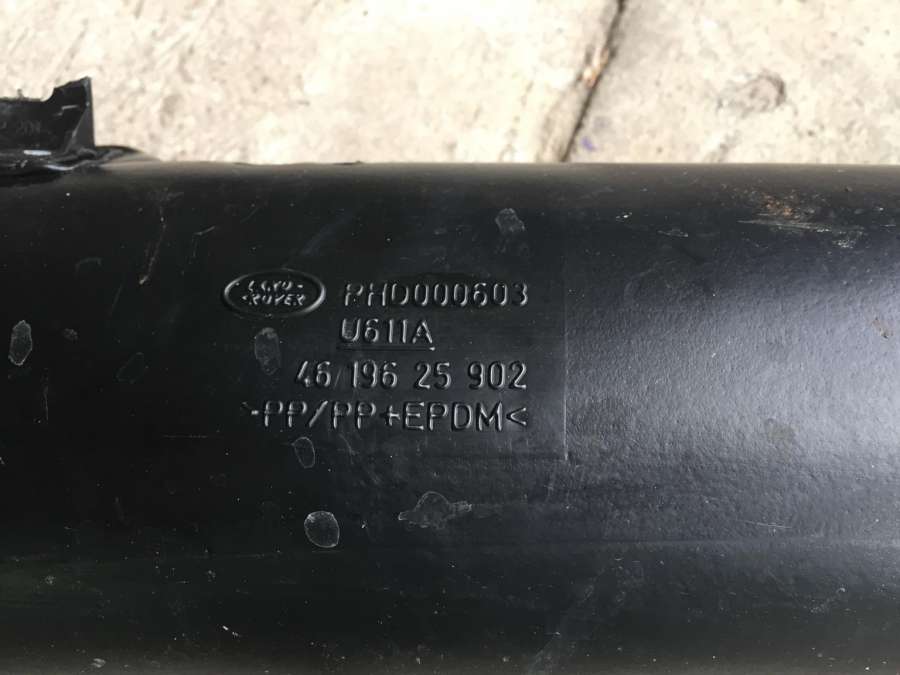 LAND-
ROVER
PHD000603
U611A
46/196 25 902
>PP/PP+EPDM<